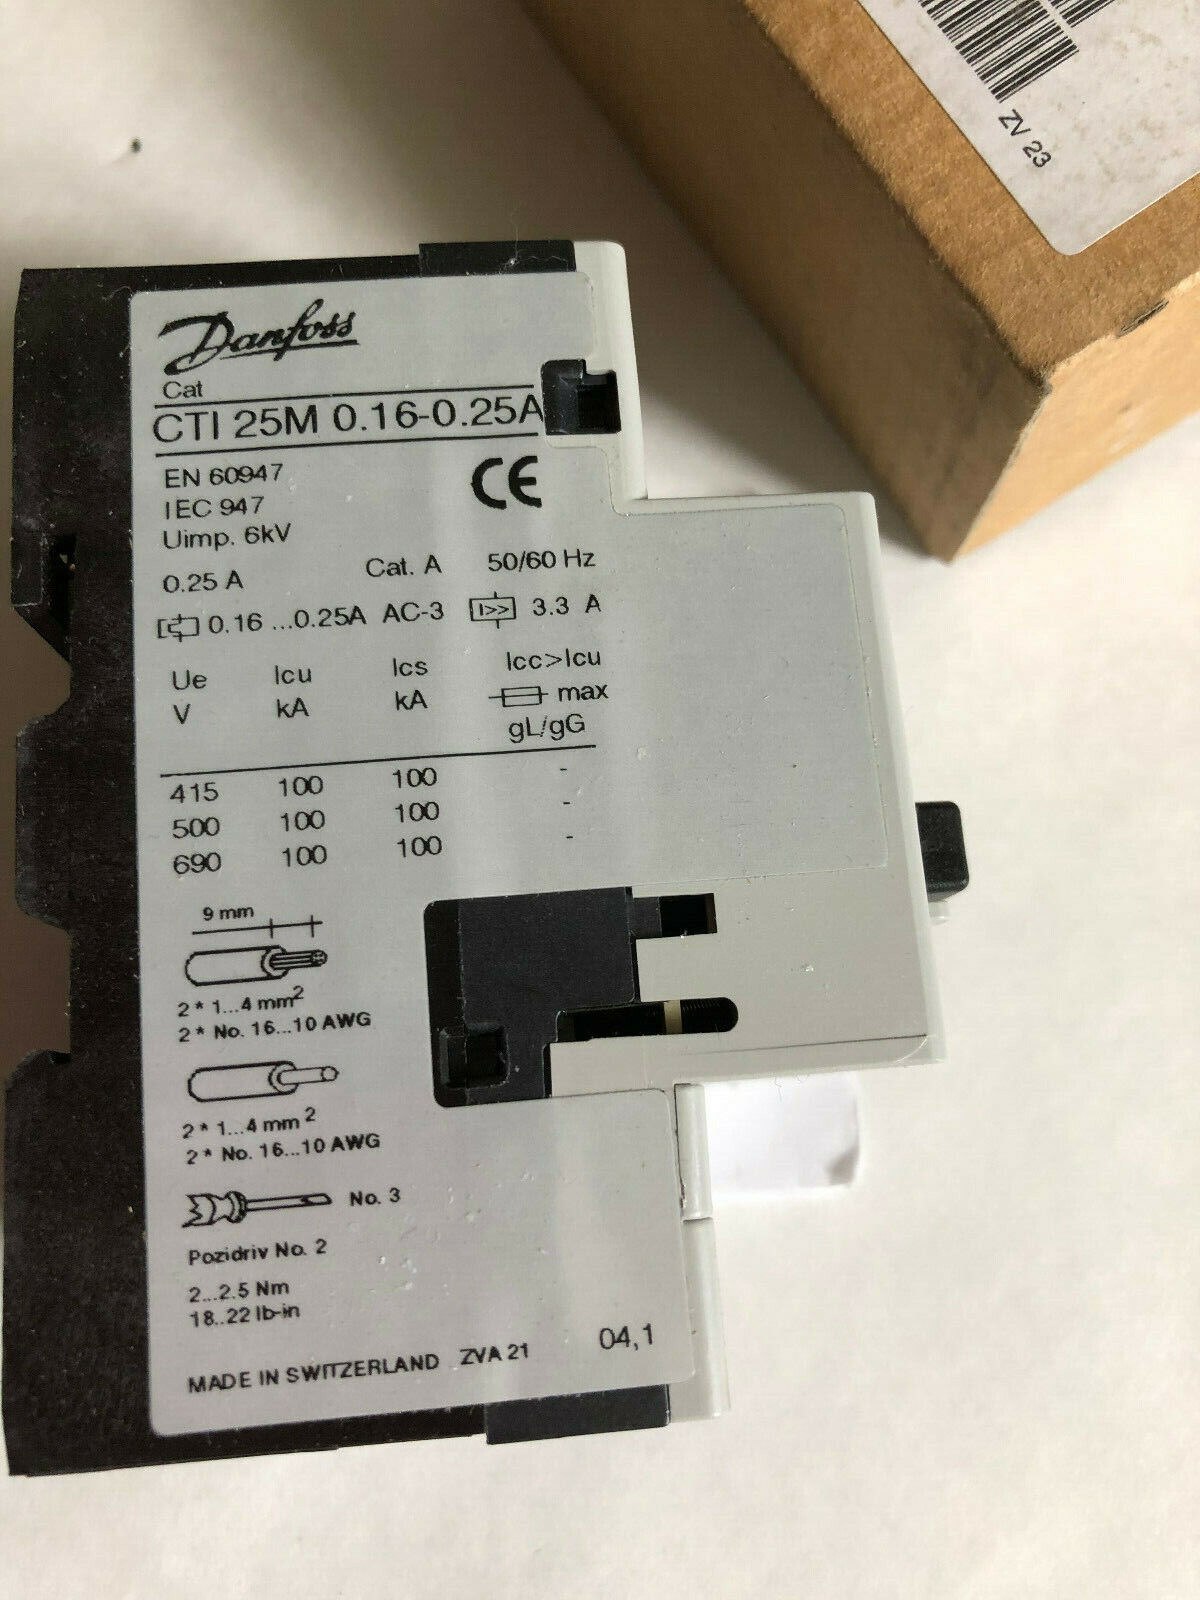 ZV 23
Danfoss
Cat
CTI 25M 0.16-0.25A
EN 60947
IEC 947
Uimp. 6kV
CE
0.25 A Cat. A 50/60 Hz
0.16 ...0.25A AC-3 I>> 3.3 A
Ue Icu Ics Icc>Icu
V kA kA max
gL/gG
415 100 100 -
500 100 100 -
690 100 100 -
9 mm
2 * 1...4 mm²
2 * No. 16...10 AWG
2 * 1...4 mm²
2 * No. 16...10 AWG
No. 3
Pozidriv No. 2
2...2.5 Nm
18..22 lb-in
MADE IN SWITZERLAND ZVA 21 04,1